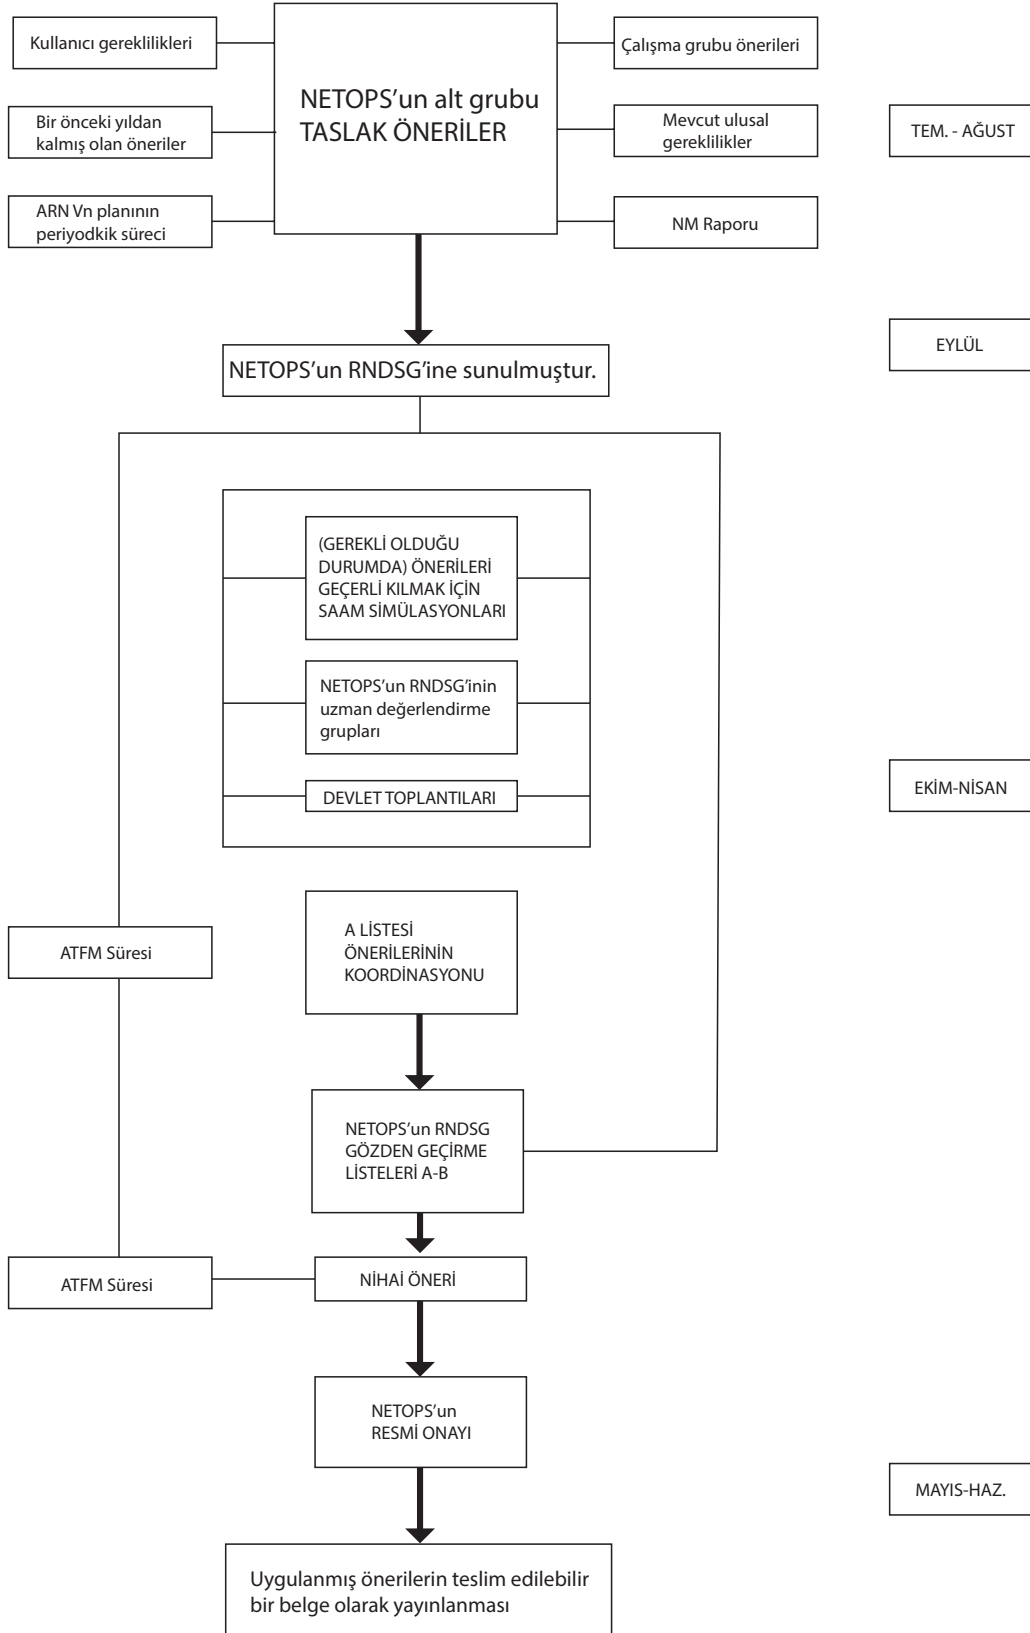 Kullanıcı gereklilikleri
Çalışma grubu önerileri
NETOPS’un alt grubu
TASLAK ÖNERİLER
Bir önceki yıldan
kalmış olan öneriler
Mevcut ulusal
gereklilikler
TEM. - AĞUST
ARN Vn planının
periyodkik süreci
NM Raporu
EYLÜL
NETOPS’un RNDSG’ine sunulmuştur.
(GEREKLİ OLDUĞU
DURUMDA) ÖNERİLERİ
GEÇERLİ KILMAK İÇİN
SAAM SİMÜLASYONLARI
NETOPS’un RNDSG’inin
uzman değerlendirme
grupları
DEVLET TOPLANTILARI
EKİM-NİSAN
A LİSTESİ
ÖNERİLERİNİN
KOORDİNASYONU
ATFM Süresi
NETOPS’un RNDSG
GÖZDEN GEÇİRME
LİSTELERİ A-B
ATFM Süresi
NİHAİ ÖNERİ
NETOPS’un
RESMİ ONAYI
MAYIS-HAZ.
Uygulanmış önerilerin teslim edilebilir
bir belge olarak yayınlanması